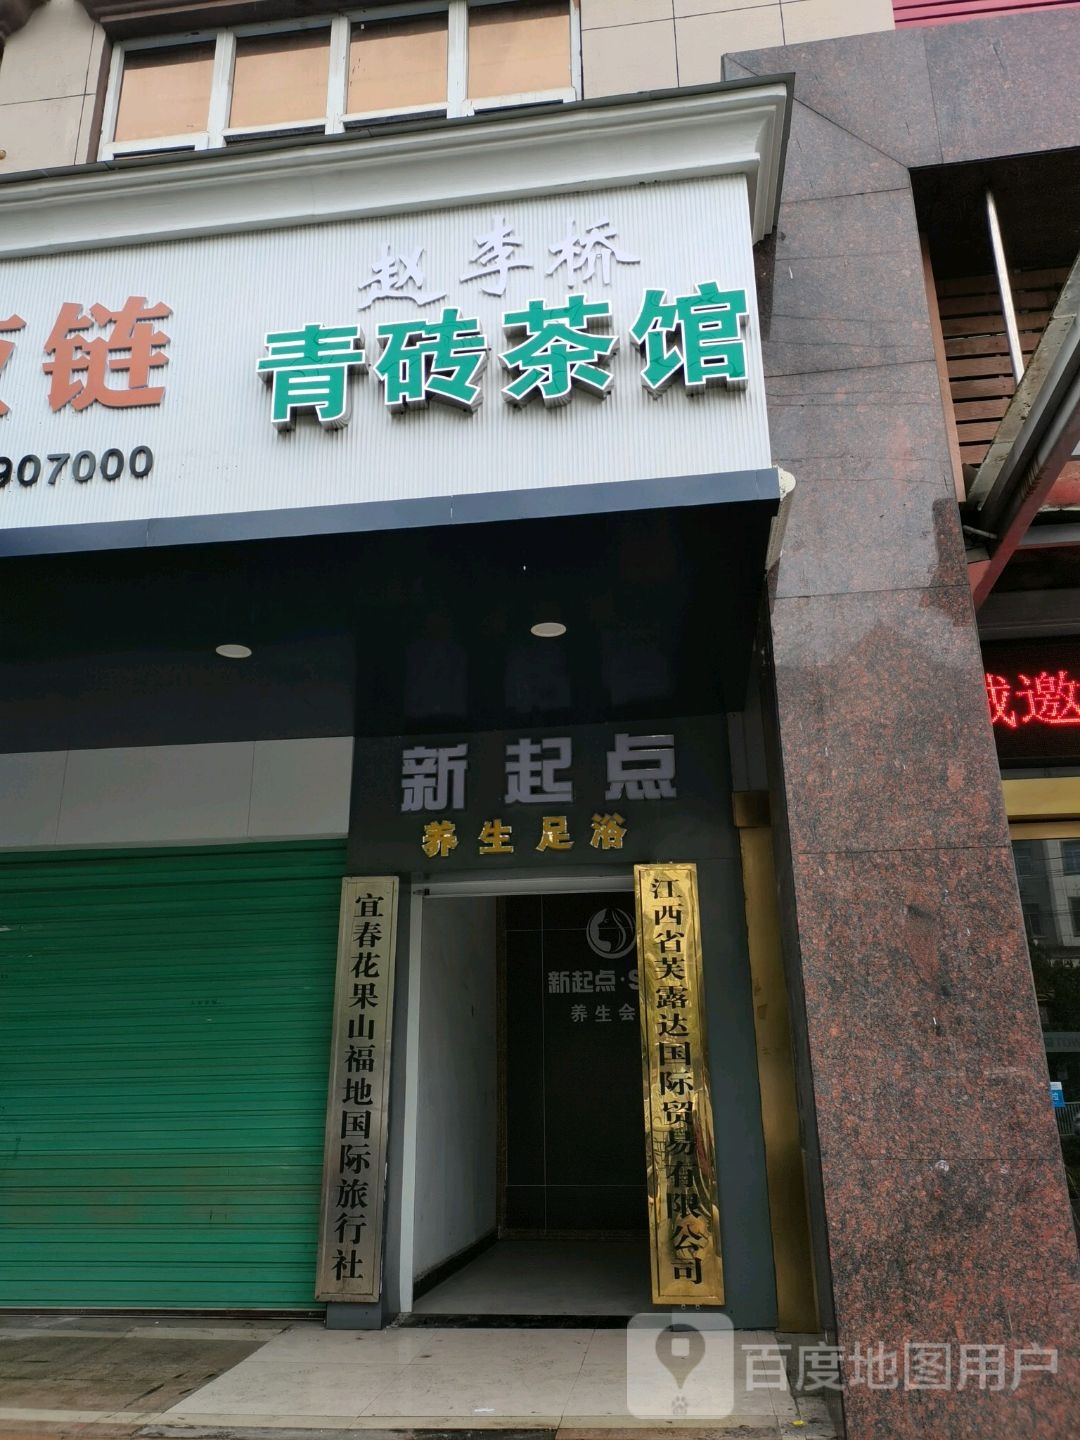 赵李桥
链 青砖茶馆
907000
诚邀
新起点
养生足浴
宜春花果山福地国际旅行社
江西省芙露达国际贸易有限公司
新起点·S
养生会
百度地图用户